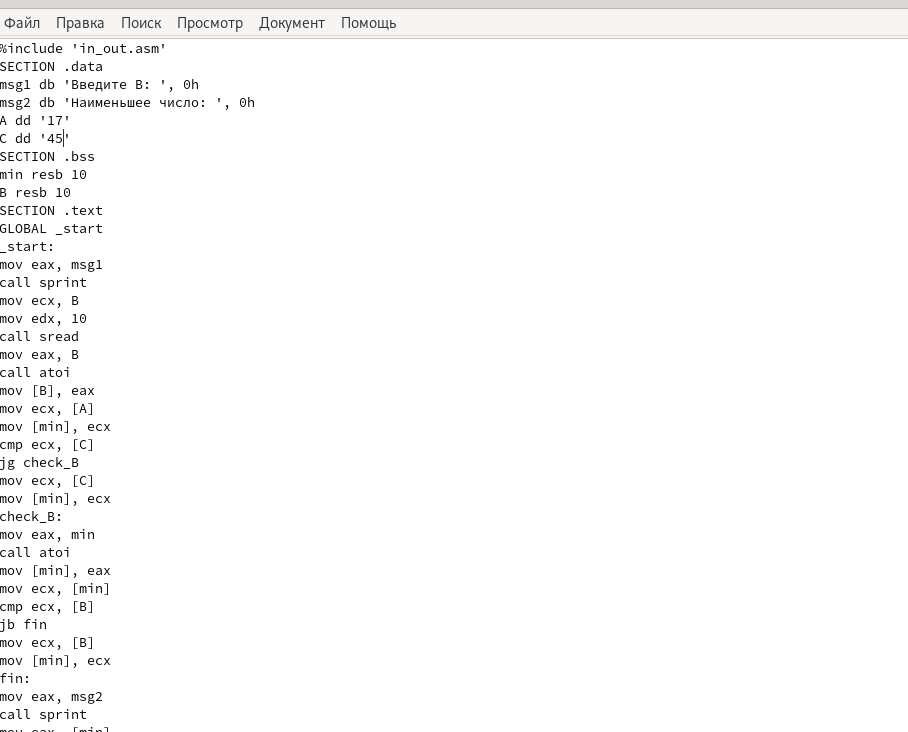 Файл Правка Поиск Просмотр Документ Помощь
%include 'in_out.asm'
SECTION .data
msg1 db 'Введите B: ', 0h
msg2 db 'Наименьшее число: ', 0h
A dd '17'
C dd '45'
SECTION .bss
min resb 10
B resb 10
SECTION .text
GLOBAL _start
_start:
mov eax, msg1
call sprint
mov ecx, B
mov edx, 10
call sread
mov eax, B
call atoi
mov [B], eax
mov ecx, [A]
mov [min], ecx
cmp ecx, [C]
jg check_B
mov ecx, [C]
mov [min], ecx
check_B:
mov eax, min
call atoi
mov [min], eax
mov ecx, [min]
cmp ecx, [B]
jb fin
mov ecx, [B]
mov [min], ecx
fin:
mov eax, msg2
call sprint
mov eax, [min]